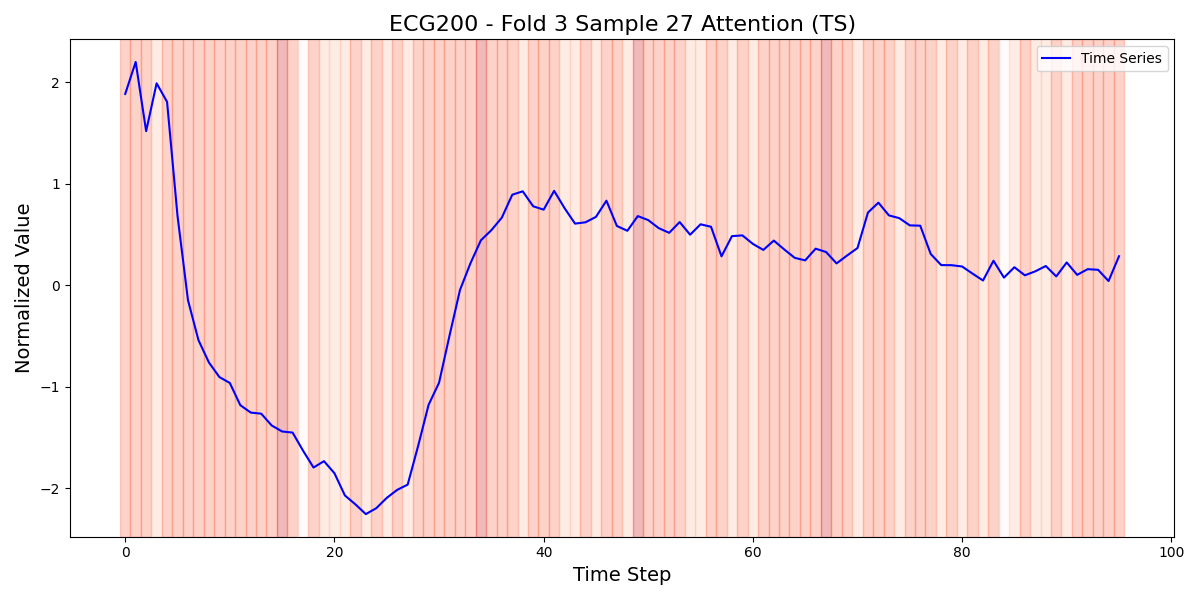 ECG200 - Fold 3 Sample 27 Attention (TS)
Time Series
Normalized Value
2
1
0
−1
−2
0 20 40 60 80 100
Time Step